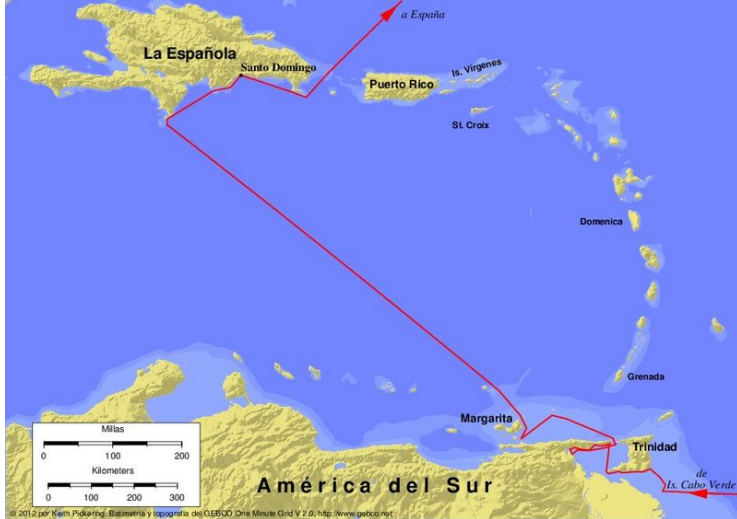 a España
La Española
Santo Domingo
Is. Vírgenes
Puerto Rico
St. Croix
Domenica
Grenada
Margarita
Trinidad
Millas
0 100 200
Kilometers
0 100 200 300
América del Sur
de
Is. Cabo Verde
© 2012 por Keith Pickering. Batimetría y topografía del GEBCO One Minute Grid V 2.0, http://www.gebco.net